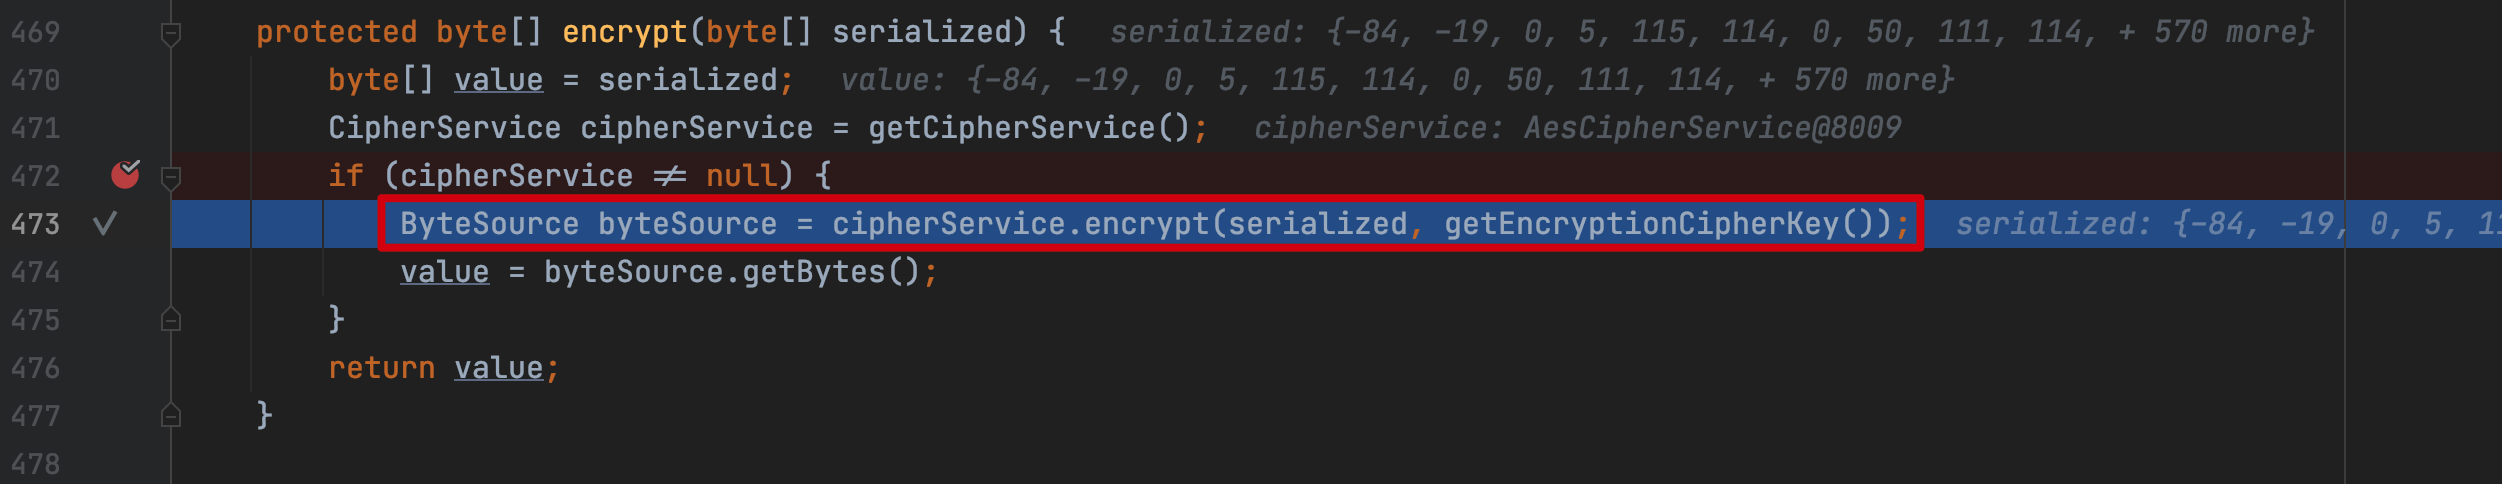 469 protected byte[] encrypt(byte[] serialized) { serialized: {-84, -19, 0, 5, 115, 114, 0, 50, 111, 114, + 570 more}
470 byte[] value = serialized; value: {-84, -19, 0, 5, 115, 114, 0, 50, 111, 114, + 570 more}
471 CipherService cipherService = getCipherService(); cipherService: AesCipherService@8009
472 if (cipherService ≠ null) {
473 ByteSource byteSource = cipherService.encrypt(serialized, getEncryptionCipherKey()); serialized: {-84, -19, 0, 5, 11
474 value = byteSource.getBytes();
475 }
476 return value;
477 }
478